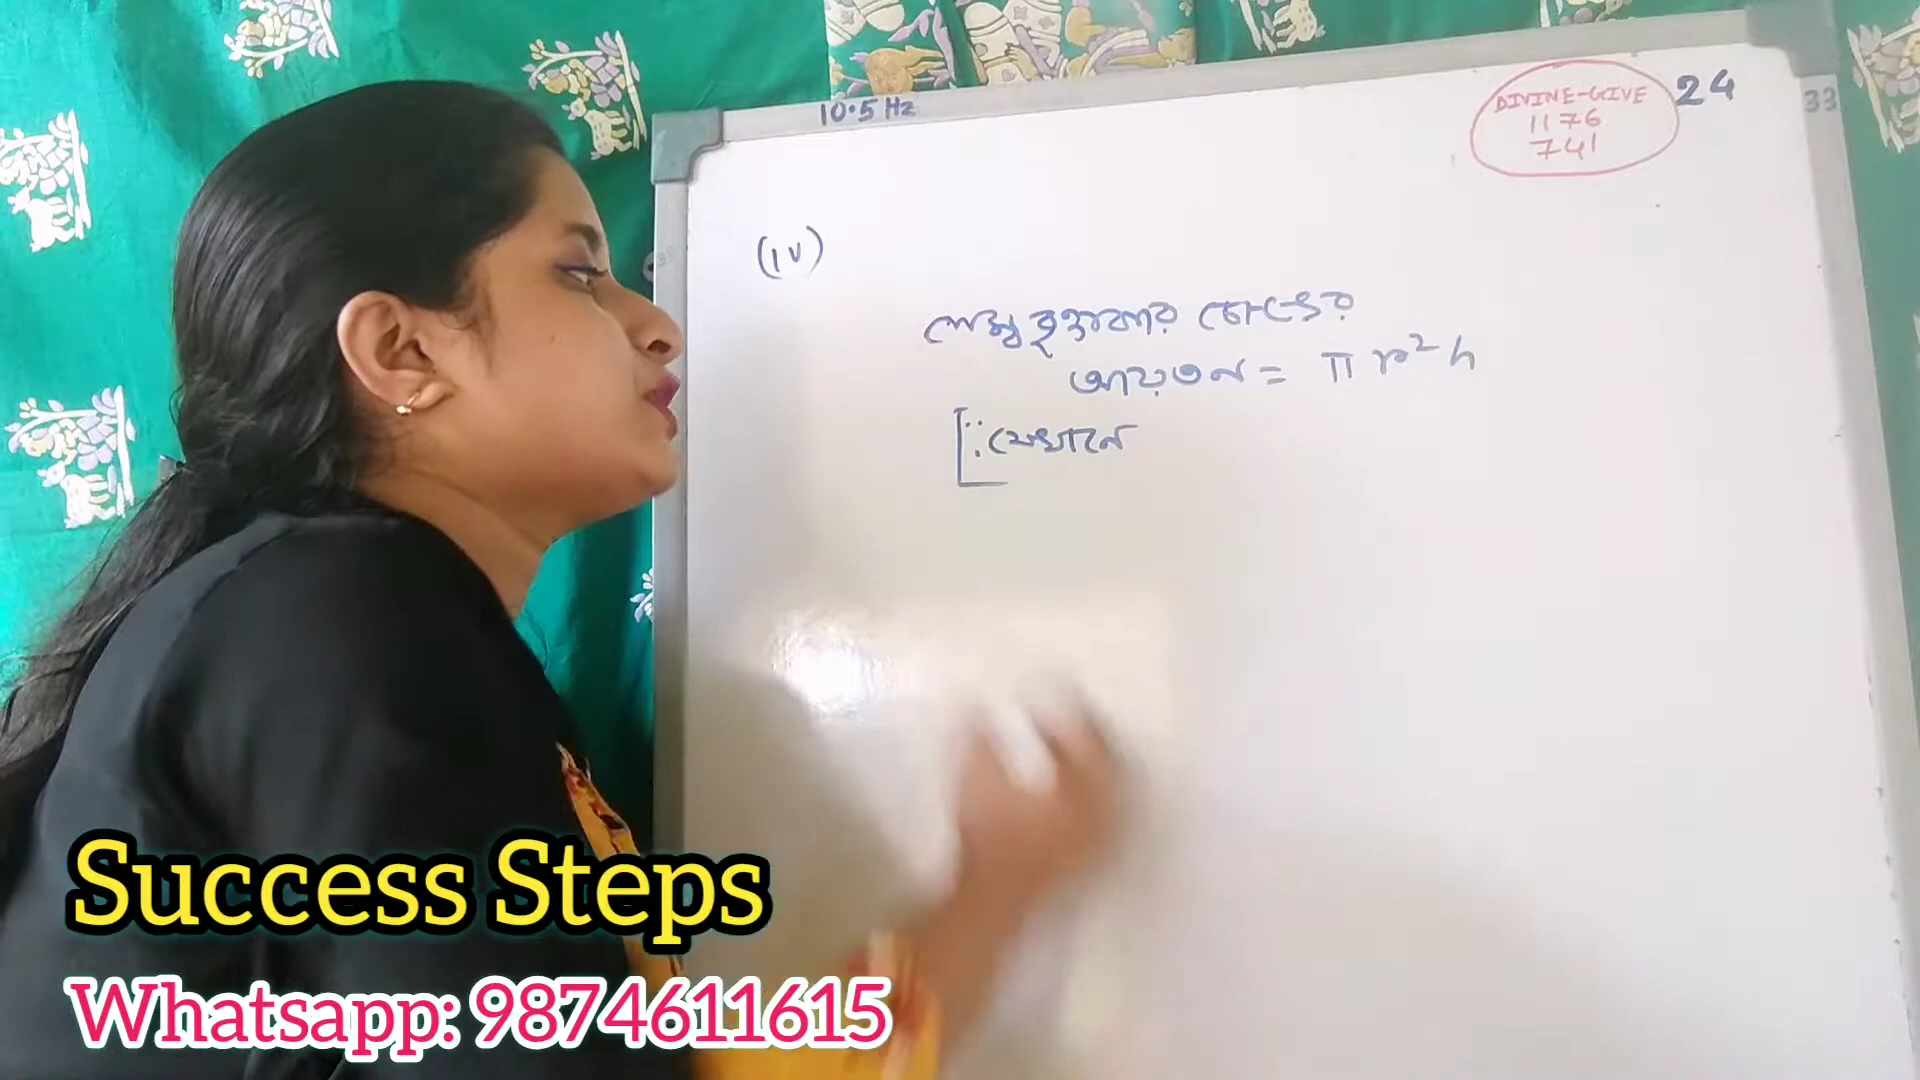 10.5 Hz
DIVINE-GIVE
1176
741
24
33
(iv)
লম্ব বৃত্তাকার চোঙের
আয়তন = π r² h
[∵ যেখানে
Success Steps
Whatsapp: 9874611615